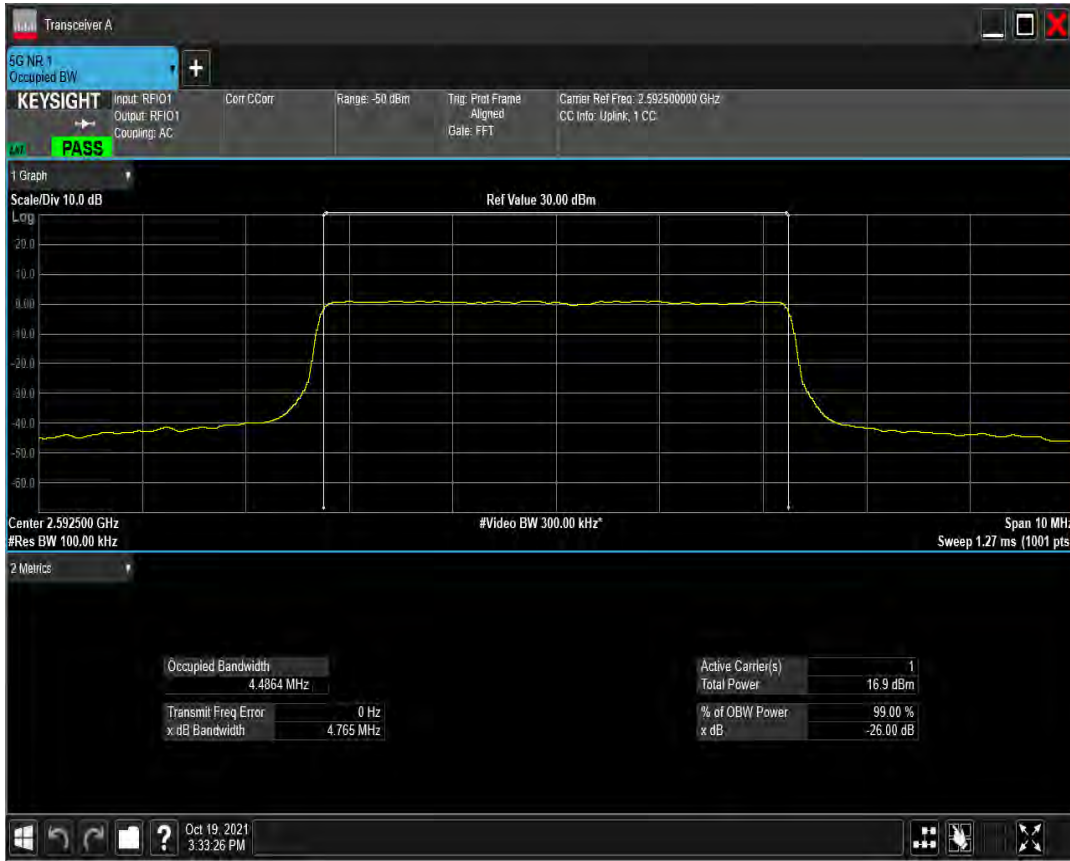 Transceiver A
5G NR 1
Occupied BW
+
KEYSIGHT
PASS
Input: RFIO1
Output: RFIO1
Coupling: AC
Corr CCorr
Range: -50 dBm
Trig: Prot Frame
Aligned
Gate: FFT
Carrier Ref Freq: 2.592500000 GHz
CC Info: Uplink, 1 CC
1 Graph
Scale/Div 10.0 dB
Ref Value 30.00 dBm
Log
20.0
10.0
0.00
-10.0
-20.0
-30.0
-40.0
-50.0
-60.0
Center 2.592500 GHz
#Video BW 300.00 kHz*
Span 10 MHz
#Res BW 100.00 kHz
Sweep 1.27 ms (1001 pts
2 Metrics
Occupied Bandwidth
4.4864 MHz
Transmit Freq Error 0 Hz
x dB Bandwidth 4.765 MHz
Active Carrier(s) 1
Total Power 16.9 dBm
% of OBW Power 99.00 %
x dB -26.00 dB
?
Oct 19, 2021
3:33:26 PM